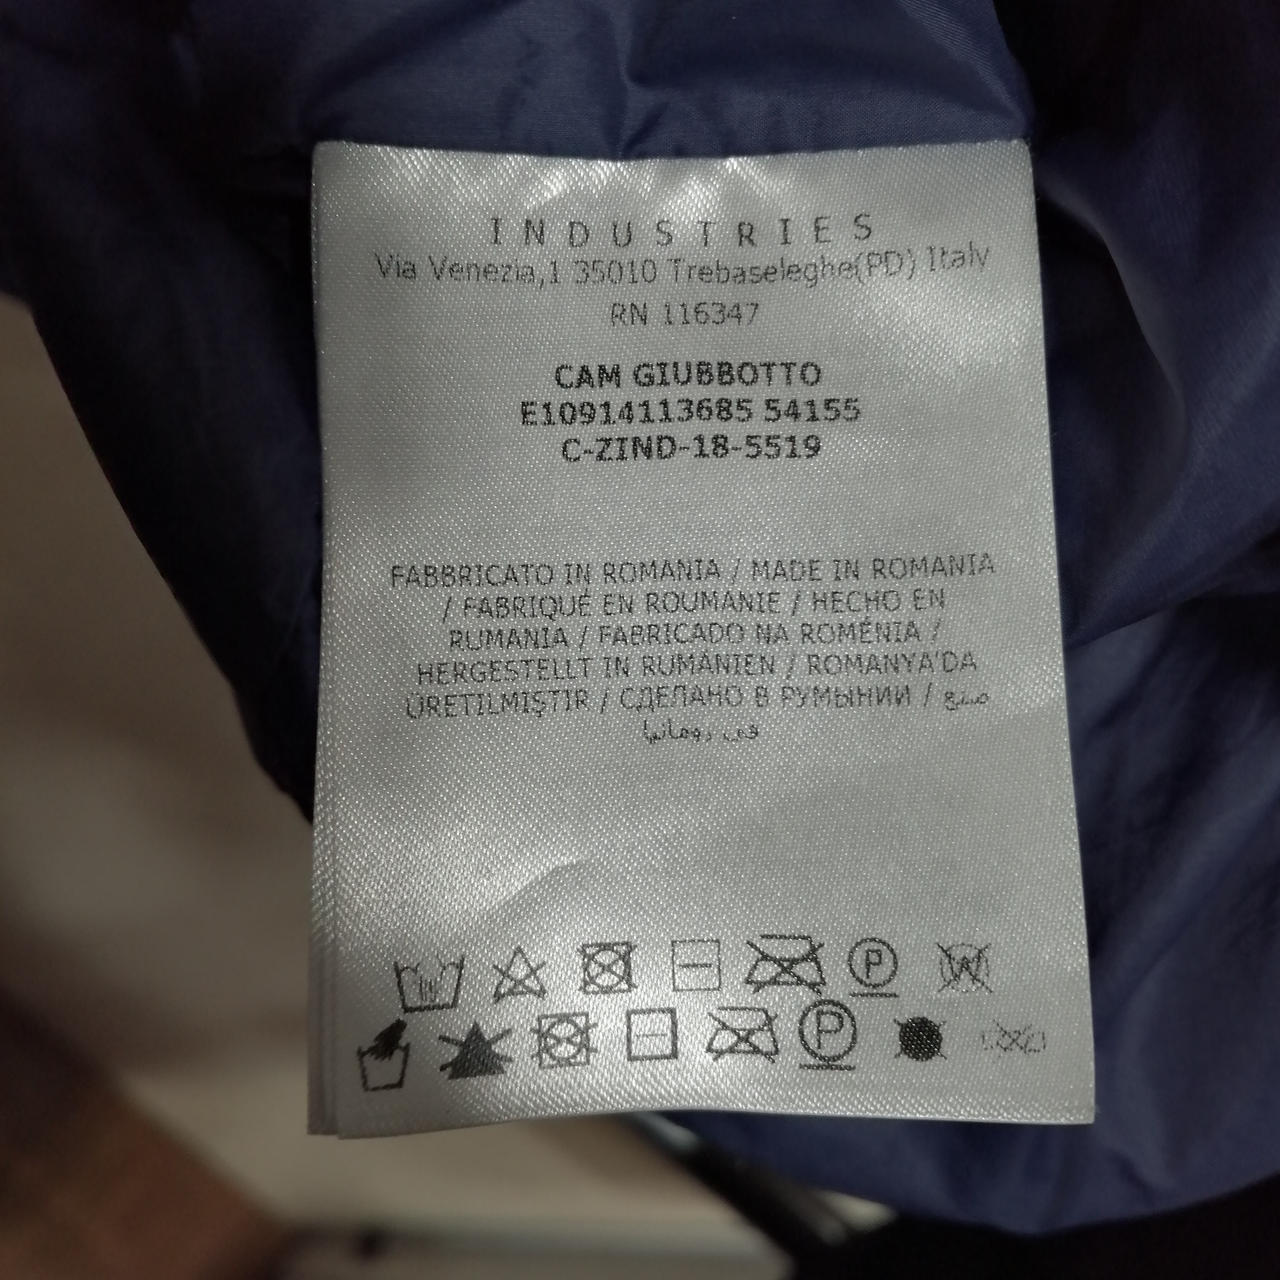 INDUSTRIES
Via Venezia,1 35010 Trebaseleghe(PD) Italy
RN 116347
CAM GIUBBOTTO
E10914113685 54155
C-ZIND-18-5519
FABBRICATO IN ROMANIA / MADE IN ROMANIA
/ FABRIQUÉ EN ROUMANIE / HECHO EN
RUMANIA / FABRICADO NA ROMÉNIA /
HERGESTELLT IN RUMÄNIEN / ROMANYA'DA
ÜRETILMIŞTIR / СДЕЛАНО В РУМЫНИИ / صنع
في رومانيا
P W
P